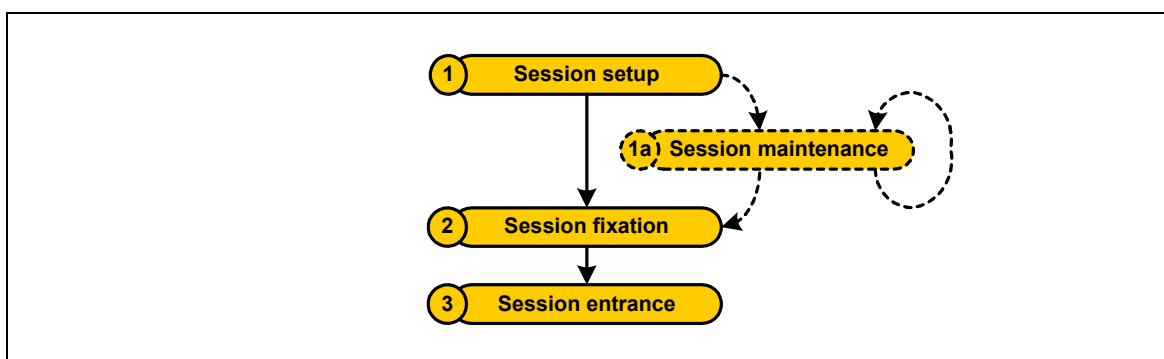 1 Session setup
1a Session maintenance
2 Session fixation
3 Session entrance